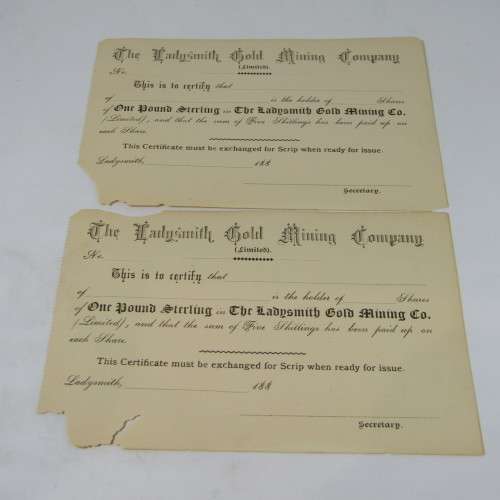 The Ladysmith Gold Mining Company
(Limited).
No.
This is to certify that
of is the holder of Shares
of One Pound Sterling in The Ladysmith Gold Mining Co.
(Limited), and that the sum of Five Shillings has been paid up on
each Share.
This Certificate must be exchanged for Scrip when ready for issue.
Ladysmith, 188
Secretary.
The Ladysmith Gold Mining Company
(Limited).
No.
This is to certify that
of is the holder of Shares
of One Pound Sterling in The Ladysmith Gold Mining Co.
(Limited), and that the sum of Five Shillings has been paid up on
each Share.
This Certificate must be exchanged for Scrip when ready for issue.
Ladysmith, 188
Secretary.